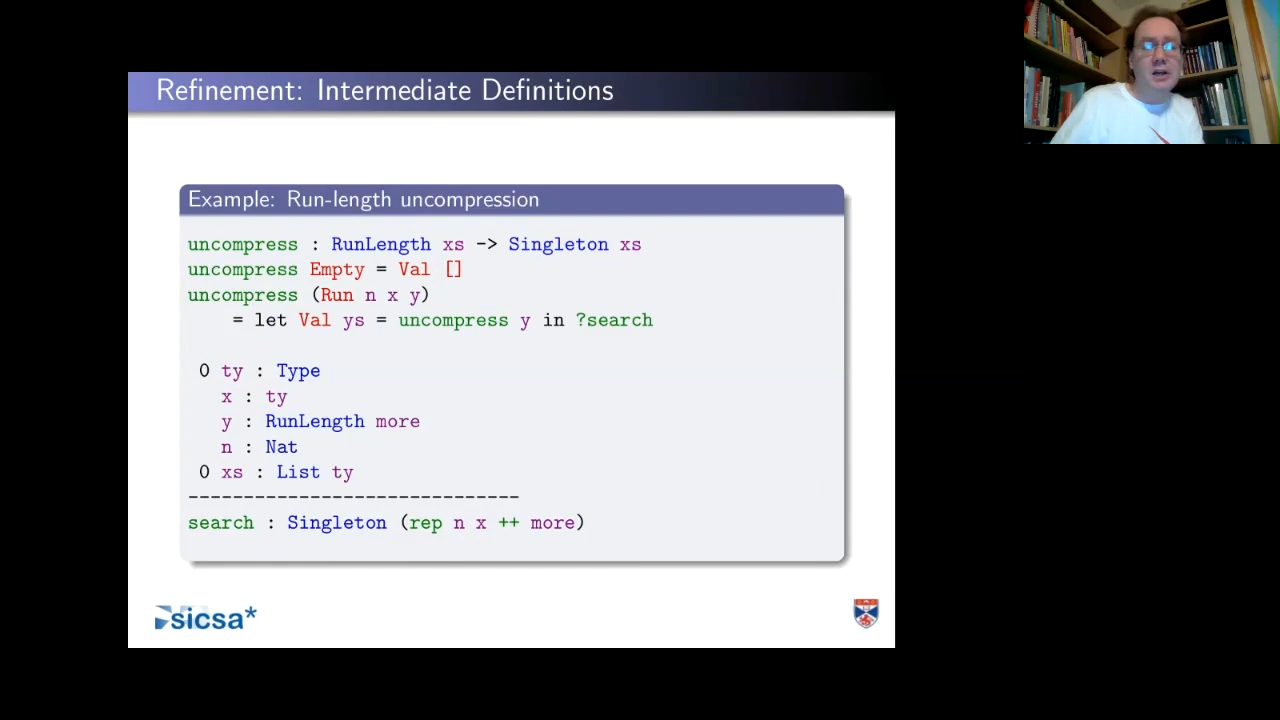 Refinement: Intermediate Definitions
Example: Run-length uncompression
uncompress : RunLength xs -> Singleton xs
uncompress Empty = Val []
uncompress (Run n x y)
    = let Val ys = uncompress y in ?search
 0 ty : Type
   x : ty
   y : RunLength more
   n : Nat
 0 xs : List ty
------------------------------
search : Singleton (rep n x ++ more)
sicsa*